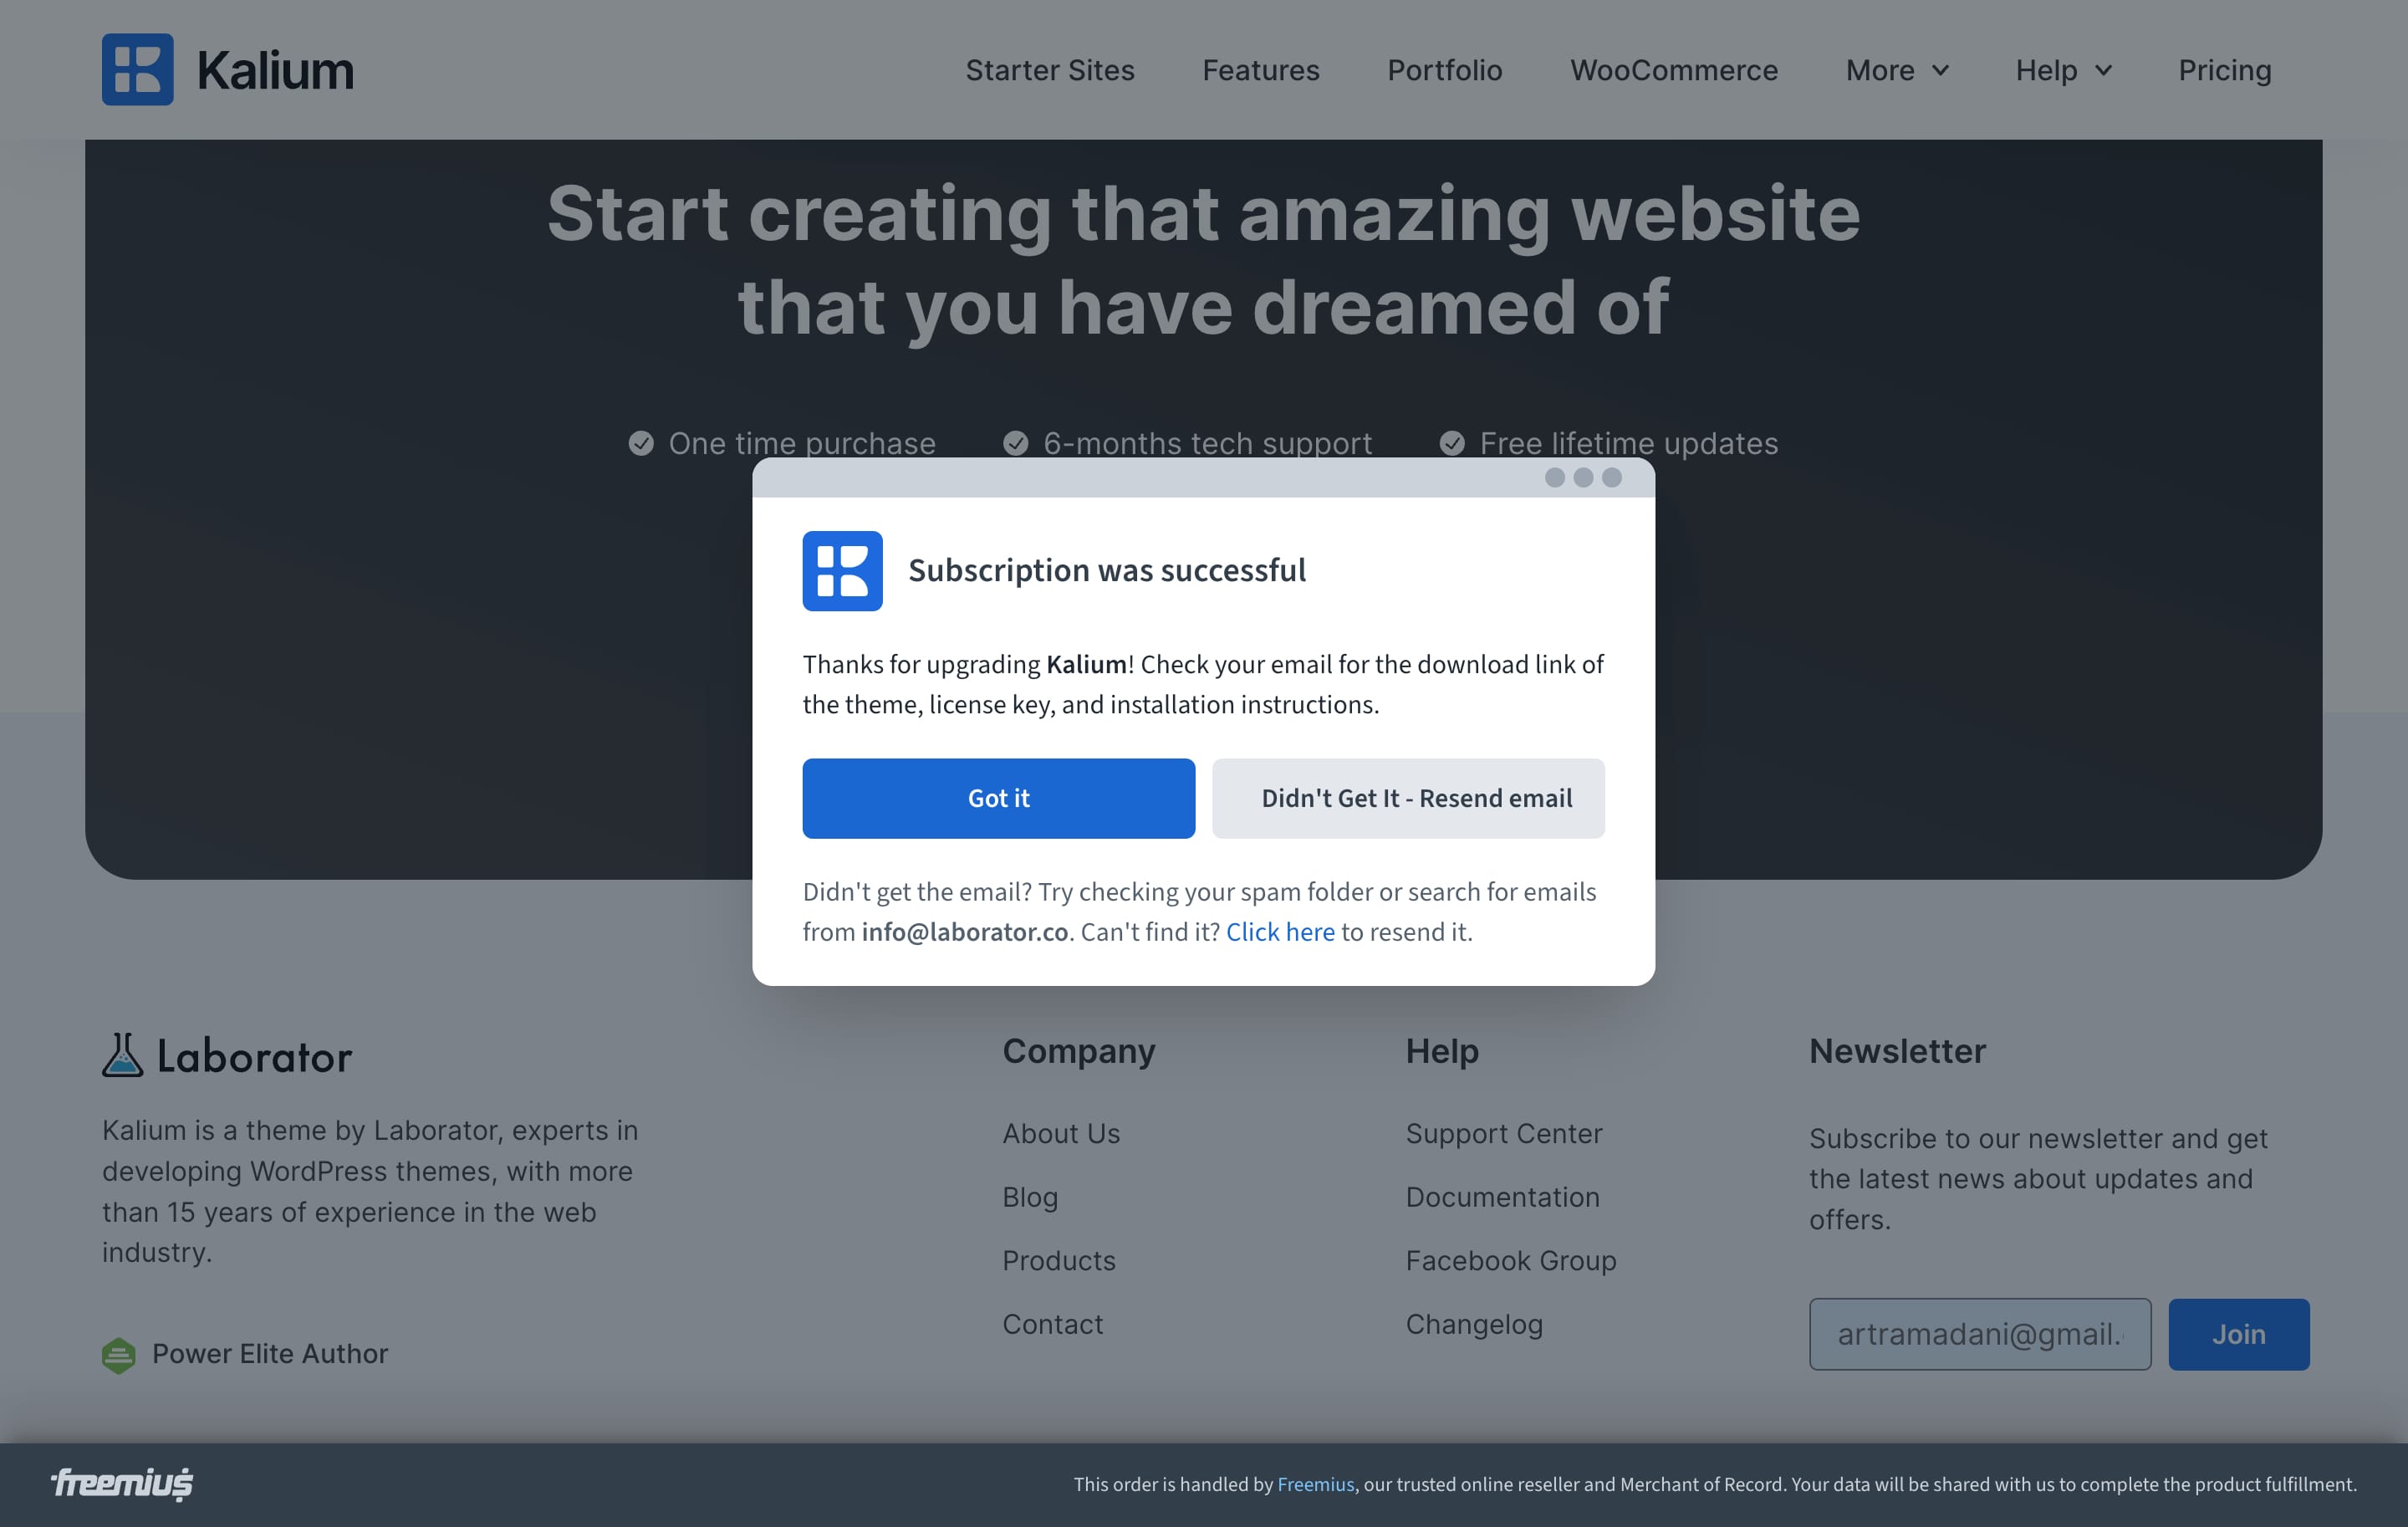 Kalium
Starter Sites
Features
Portfolio
WooCommerce
More
Help
Pricing
Start creating that amazing website
that you have dreamed of
One time purchase
6-months tech support
Free lifetime updates
Subscription was successful
Thanks for upgrading Kalium! Check your email for the download link of
the theme, license key, and installation instructions.
Got it
Didn't Get It - Resend email
Didn't get the email? Try checking your spam folder or search for emails
from info@laborator.co. Can't find it? Click here to resend it.
Laborator
Kalium is a theme by Laborator, experts in
developing WordPress themes, with more
than 15 years of experience in the web
industry.
Power Elite Author
Company
About Us
Blog
Products
Contact
Help
Support Center
Documentation
Facebook Group
Changelog
Newsletter
Subscribe to our newsletter and get
the latest news about updates and
offers.
artramadani@gmail.
Join
freemius
This order is handled by Freemius, our trusted online reseller and Merchant of Record. Your data will be shared with us to complete the product fulfillment.